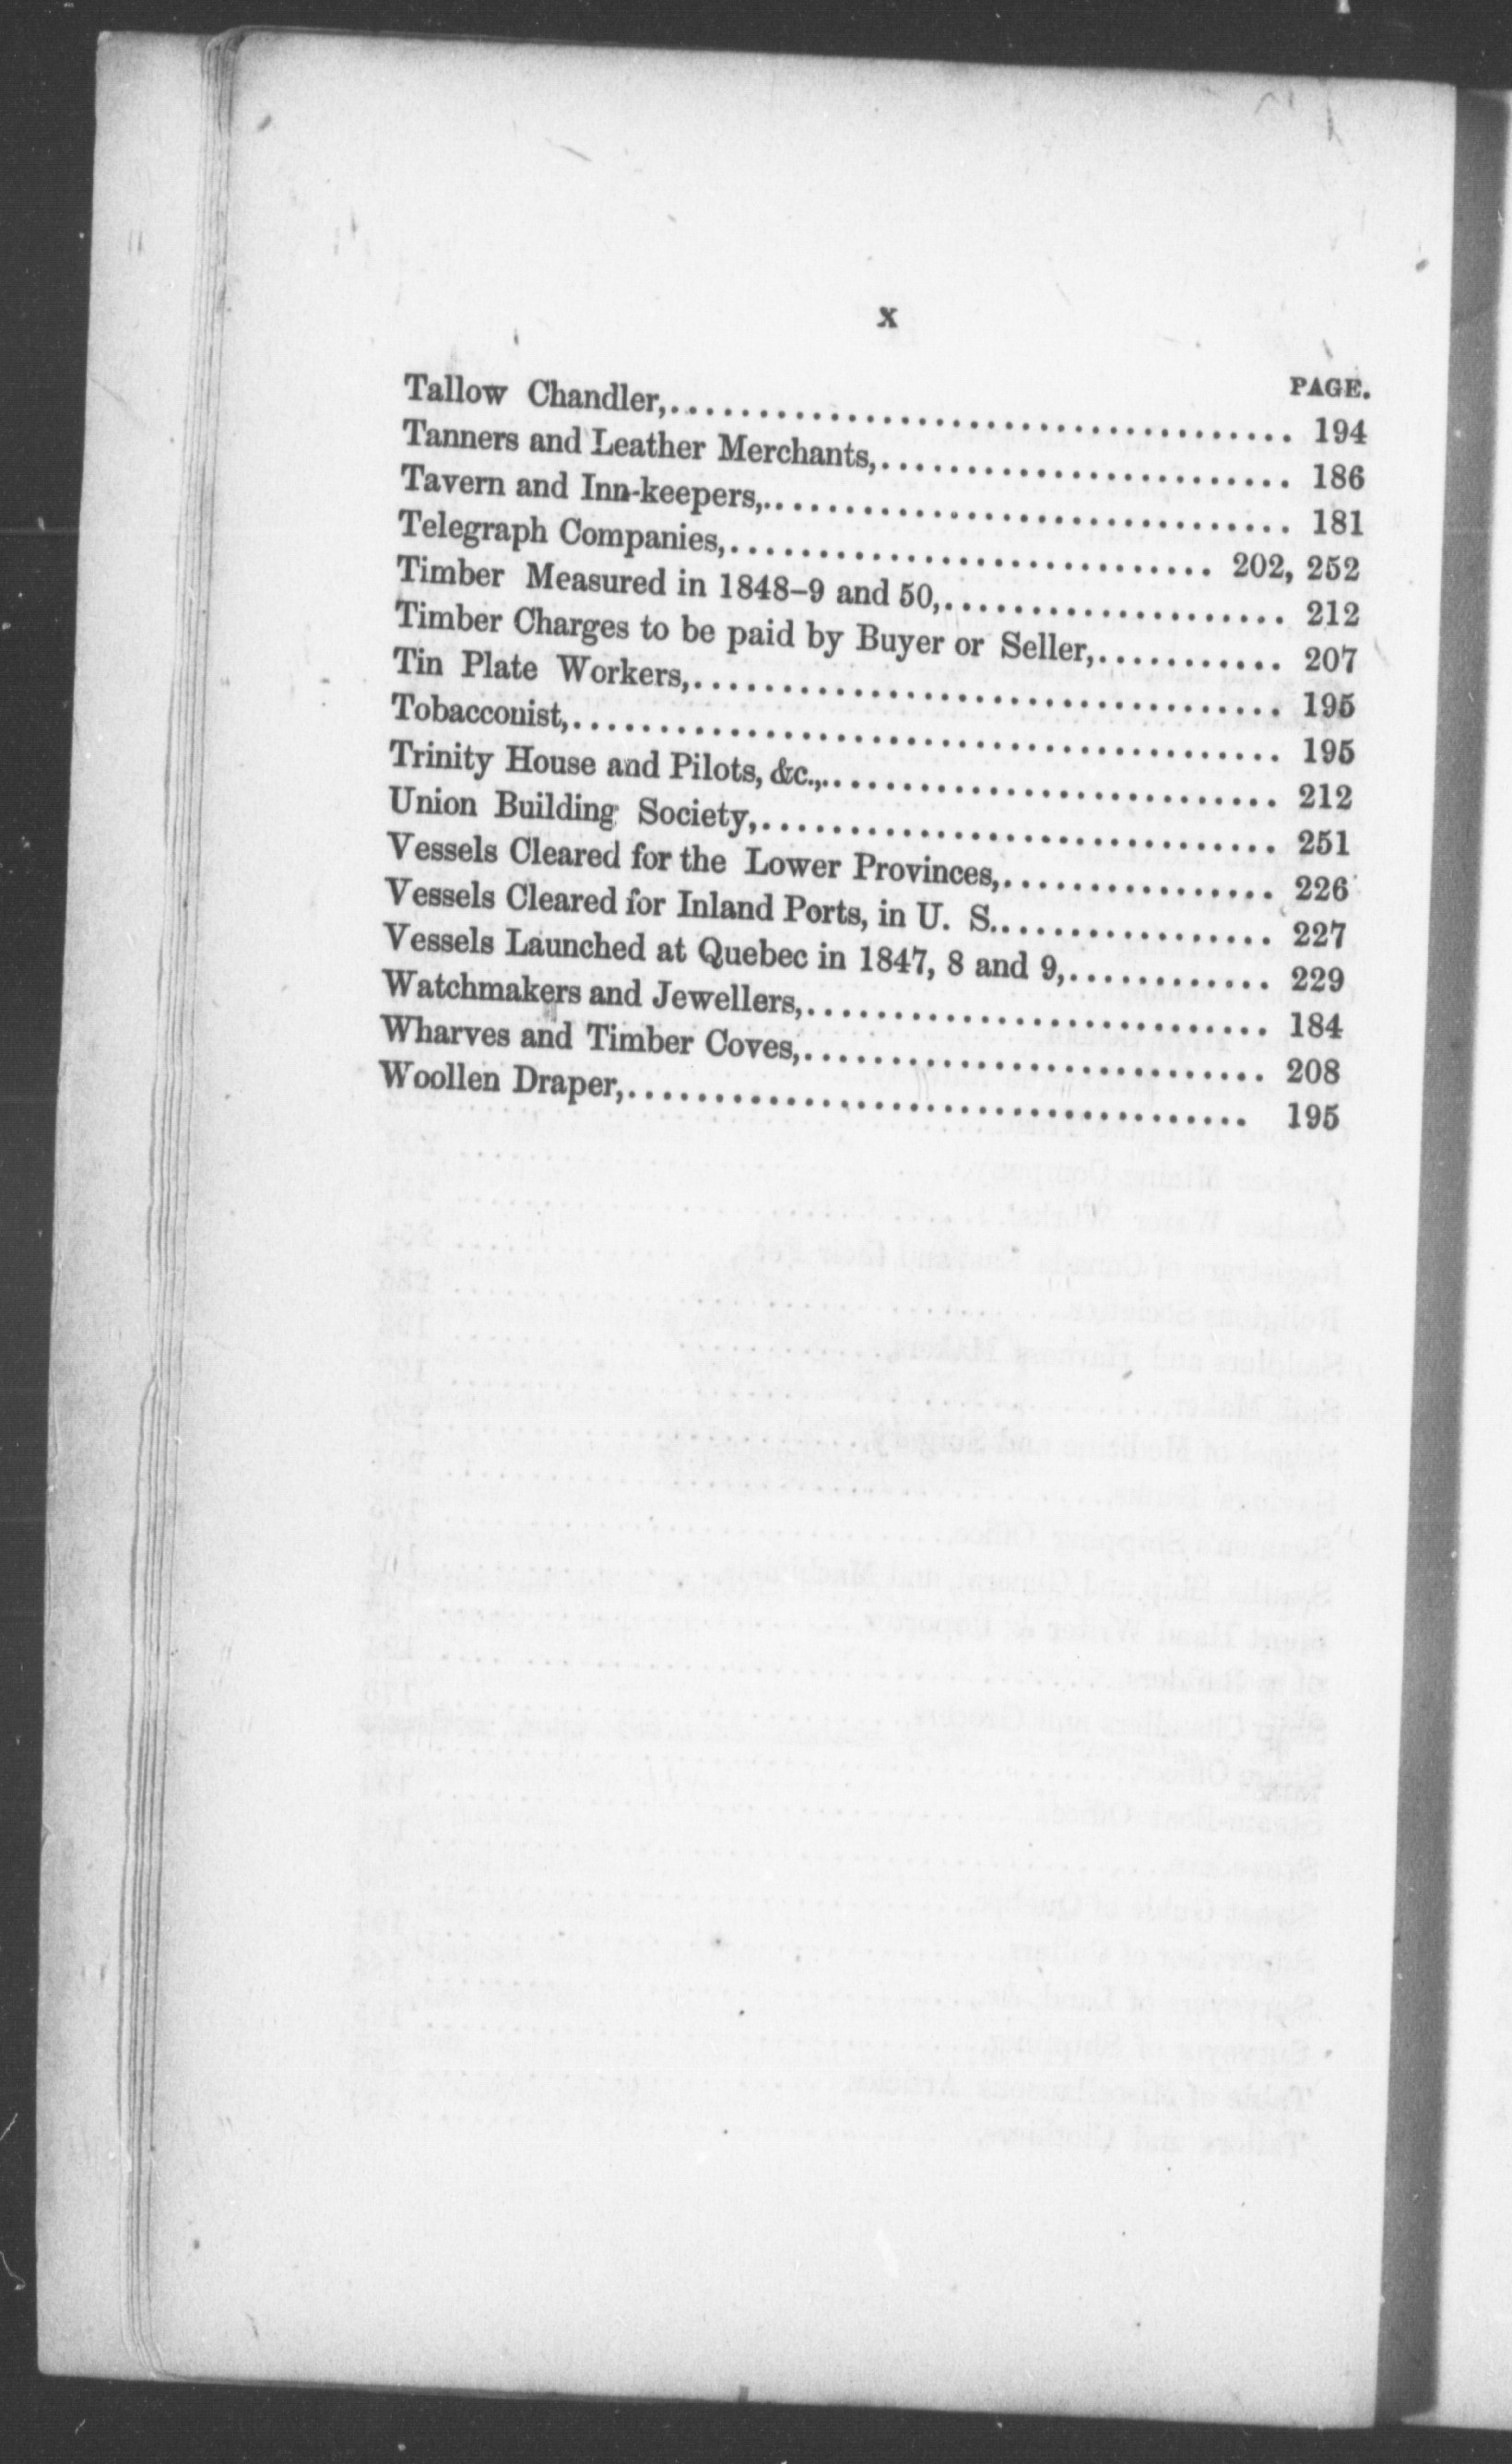 x
PAGE.
Tallow Chandler,........................................ 194
Tanners and Leather Merchants,.......................... 186
Tavern and Inn-keepers,................................. 181
Telegraph Companies,............................. 202, 252
Timber Measured in 1848–9 and 50,..................... 212
Timber Charges to be paid by Buyer or Seller,........... 207
Tin Plate Workers,................................... 195
Tobacconist,.......................................... 195
Trinity House and Pilots, &c.,........................... 212
Union Building Society,............................... 251
Vessels Cleared for the Lower Provinces,................ 226
Vessels Cleared for Inland Ports, in U. S................. 227
Vessels Launched at Quebec in 1847, 8 and 9,............ 229
Watchmakers and Jewellers,........................... 184
Wharves and Timber Coves,........................... 208
Woollen Draper,.................................... 195